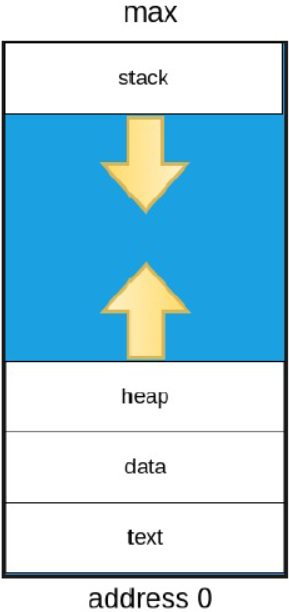 max
stack
heap
data
text
address 0